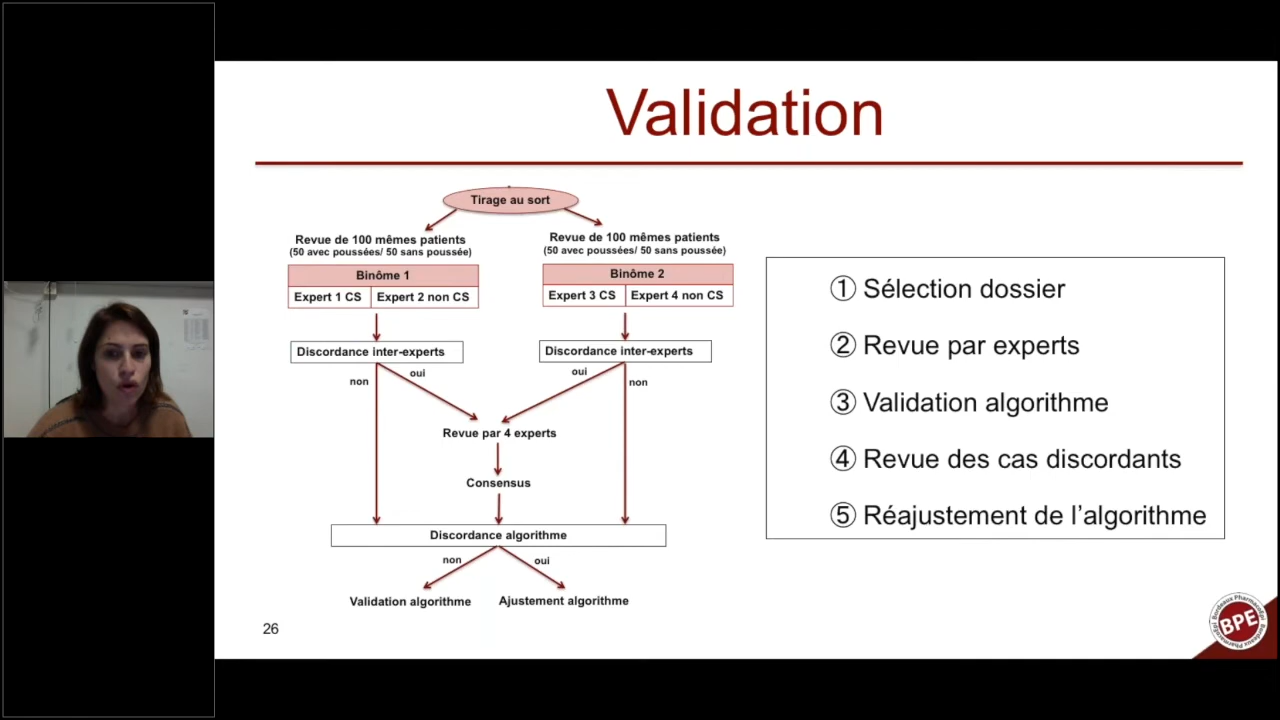 Validation
Tirage au sort
Revue de 100 mêmes patients
(50 avec poussées/ 50 sans poussée)
Binôme 1
Expert 1 CS
Expert 2 non CS
Revue de 100 mêmes patients
(50 avec poussées/ 50 sans poussée)
Binôme 2
Expert 3 CS
Expert 4 non CS
Discordance inter-experts
Discordance inter-experts
non
oui
oui
non
Revue par 4 experts
Consensus
Discordance algorithme
non
oui
Validation algorithme
Ajustement algorithme
① Sélection dossier
② Revue par experts
③ Validation algorithme
④ Revue des cas discordants
⑤ Réajustement de l’algorithme
26
BPE
Bordeaux PharmacoEpi